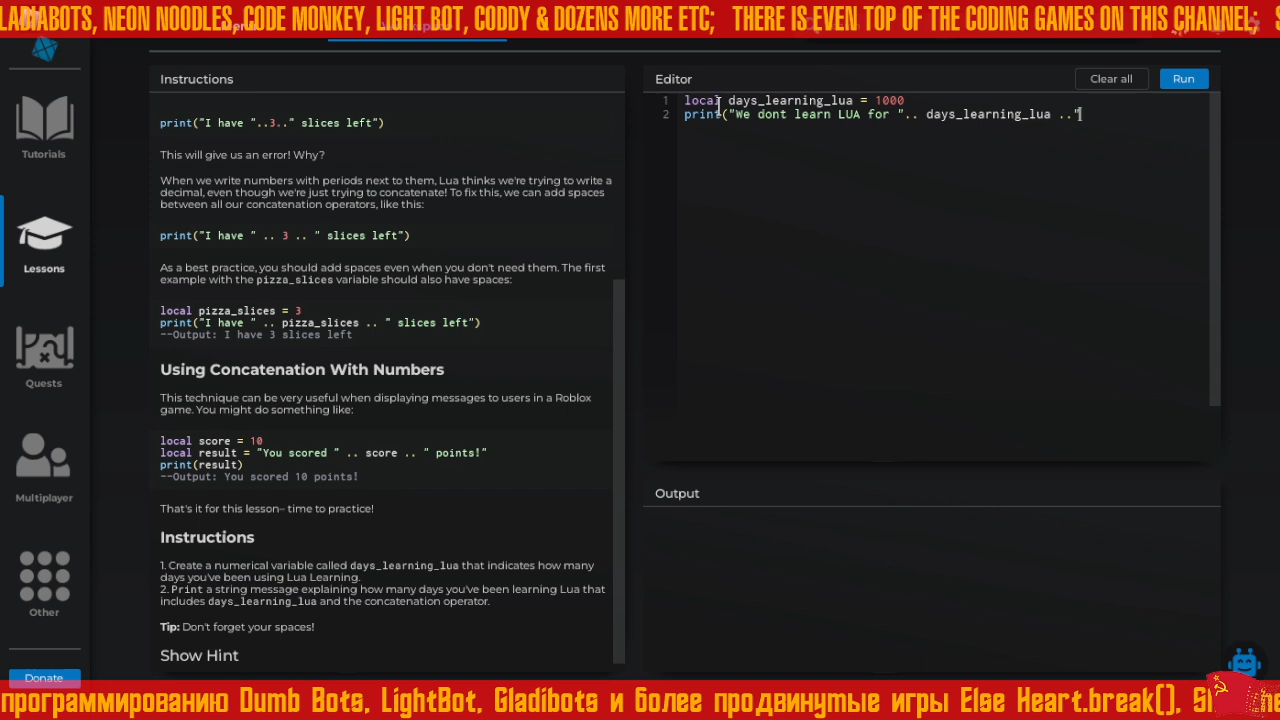 LADIABOTS, NEON NOODLES, CODE MONKEY, LIGHT BOT, CODDY & DOZENS MORE ETC; THERE IS EVEN TOP OF THE CODING GAMES ON THIS CHANNEL;
Tutorials
Lessons
Quests
Multiplayer
Other
Donate
Instructions
print("I have "..3.." slices left")
This will give us an error! Why?
When we write numbers with periods next to them, Lua thinks we're trying to write a
decimal, even though we're just trying to concatenate! To fix this, we can add spaces
between all our concatenation operators, like this:
print("I have " .. 3 .. " slices left")
As a best practice, you should add spaces even when you don't need them. The first
example with the pizza_slices variable should also have spaces:
local pizza_slices = 3
print("I have " .. pizza_slices .. " slices left")
--Output: I have 3 slices left
Using Concatenation With Numbers
This technique can be very useful when displaying messages to users in a Roblox
game. You might do something like:
local score = 10
local result = "You scored " .. score .. " points!"
print(result)
--Output: You scored 10 points!
That's it for this lesson– time to practice!
Instructions
1. Create a numerical variable called days_learning_lua that indicates how many
days you've been using Lua Learning.
2. Print a string message explaining how many days you've been learning Lua that
includes days_learning_lua and the concatenation operator.
Tip: Don't forget your spaces!
Show Hint
Editor
Clear all
Run
1 local days_learning_lua = 1000
2 print("We dont learn LUA for ".. days_learning_lua .."
Output
программированию Dumb Bots, LightBot, Gladibots и более продвинутые игры Else Heart.break(),